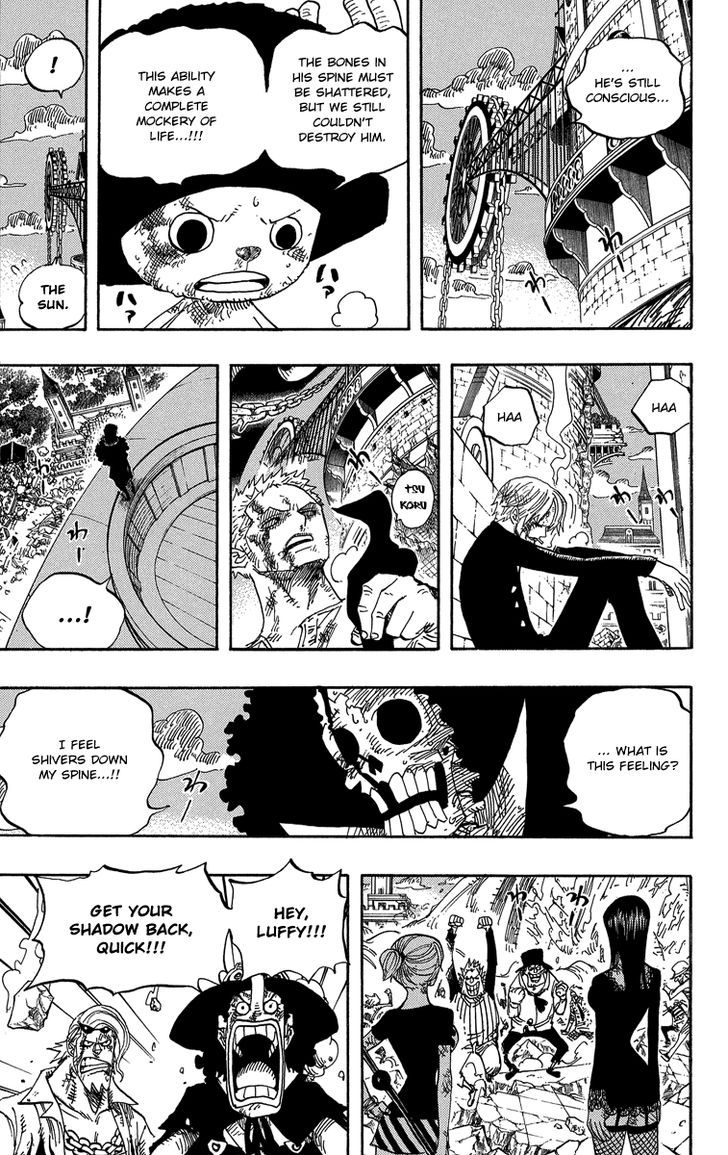 ...
HE'S STILL
CONSCIOUS...
THE BONES IN
HIS SPINE MUST
BE SHATTERED,
BUT WE STILL
COULDN'T
DESTROY HIM.
THIS ABILITY
MAKES A
COMPLETE
MOCKERY OF
LIFE...!!!
!
THE
SUN.
HAA
HAA
TSU
KORU
...!
... WHAT IS
THIS FEELING?
I FEEL
SHIVERS DOWN
MY SPINE...!!
HEY,
LUFFY!!!
GET YOUR
SHADOW BACK,
QUICK!!!